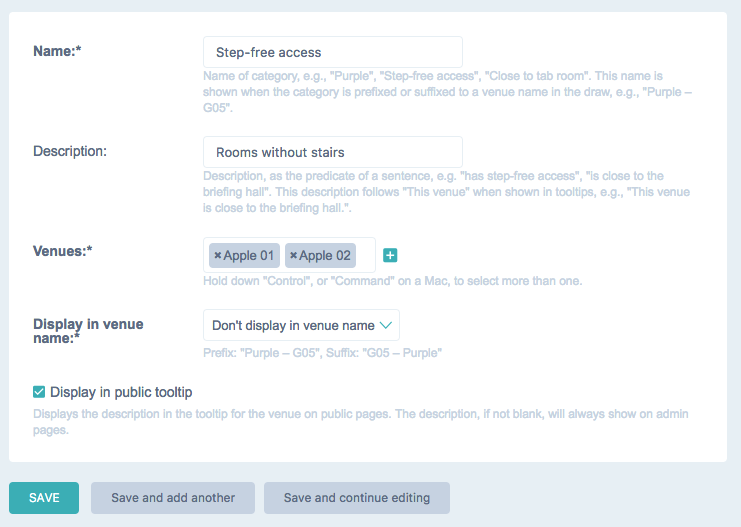 Name:*
Step-free access
Name of category, e.g., "Purple", "Step-free access", "Close to tab room". This name is
shown when the category is prefixed or suffixed to a venue name in the draw, e.g., "Purple –
G05".
Description:
Rooms without stairs
Description, as the predicate of a sentence, e.g. "has step-free access", "is close to the
briefing hall". This description follows "This venue" when shown in tooltips, e.g., "This venue
is close to the briefing hall.".
Venues:*
×Apple 01 ×Apple 02 +
Hold down "Control", or "Command" on a Mac, to select more than one.
Display in venue
name:*
Don't display in venue name
Prefix: "Purple – G05", Suffix: "G05 – Purple"
Display in public tooltip
Displays the description in the tooltip for the venue on public pages. The description, if not blank, will always show on admin
pages.
SAVE Save and add another Save and continue editing